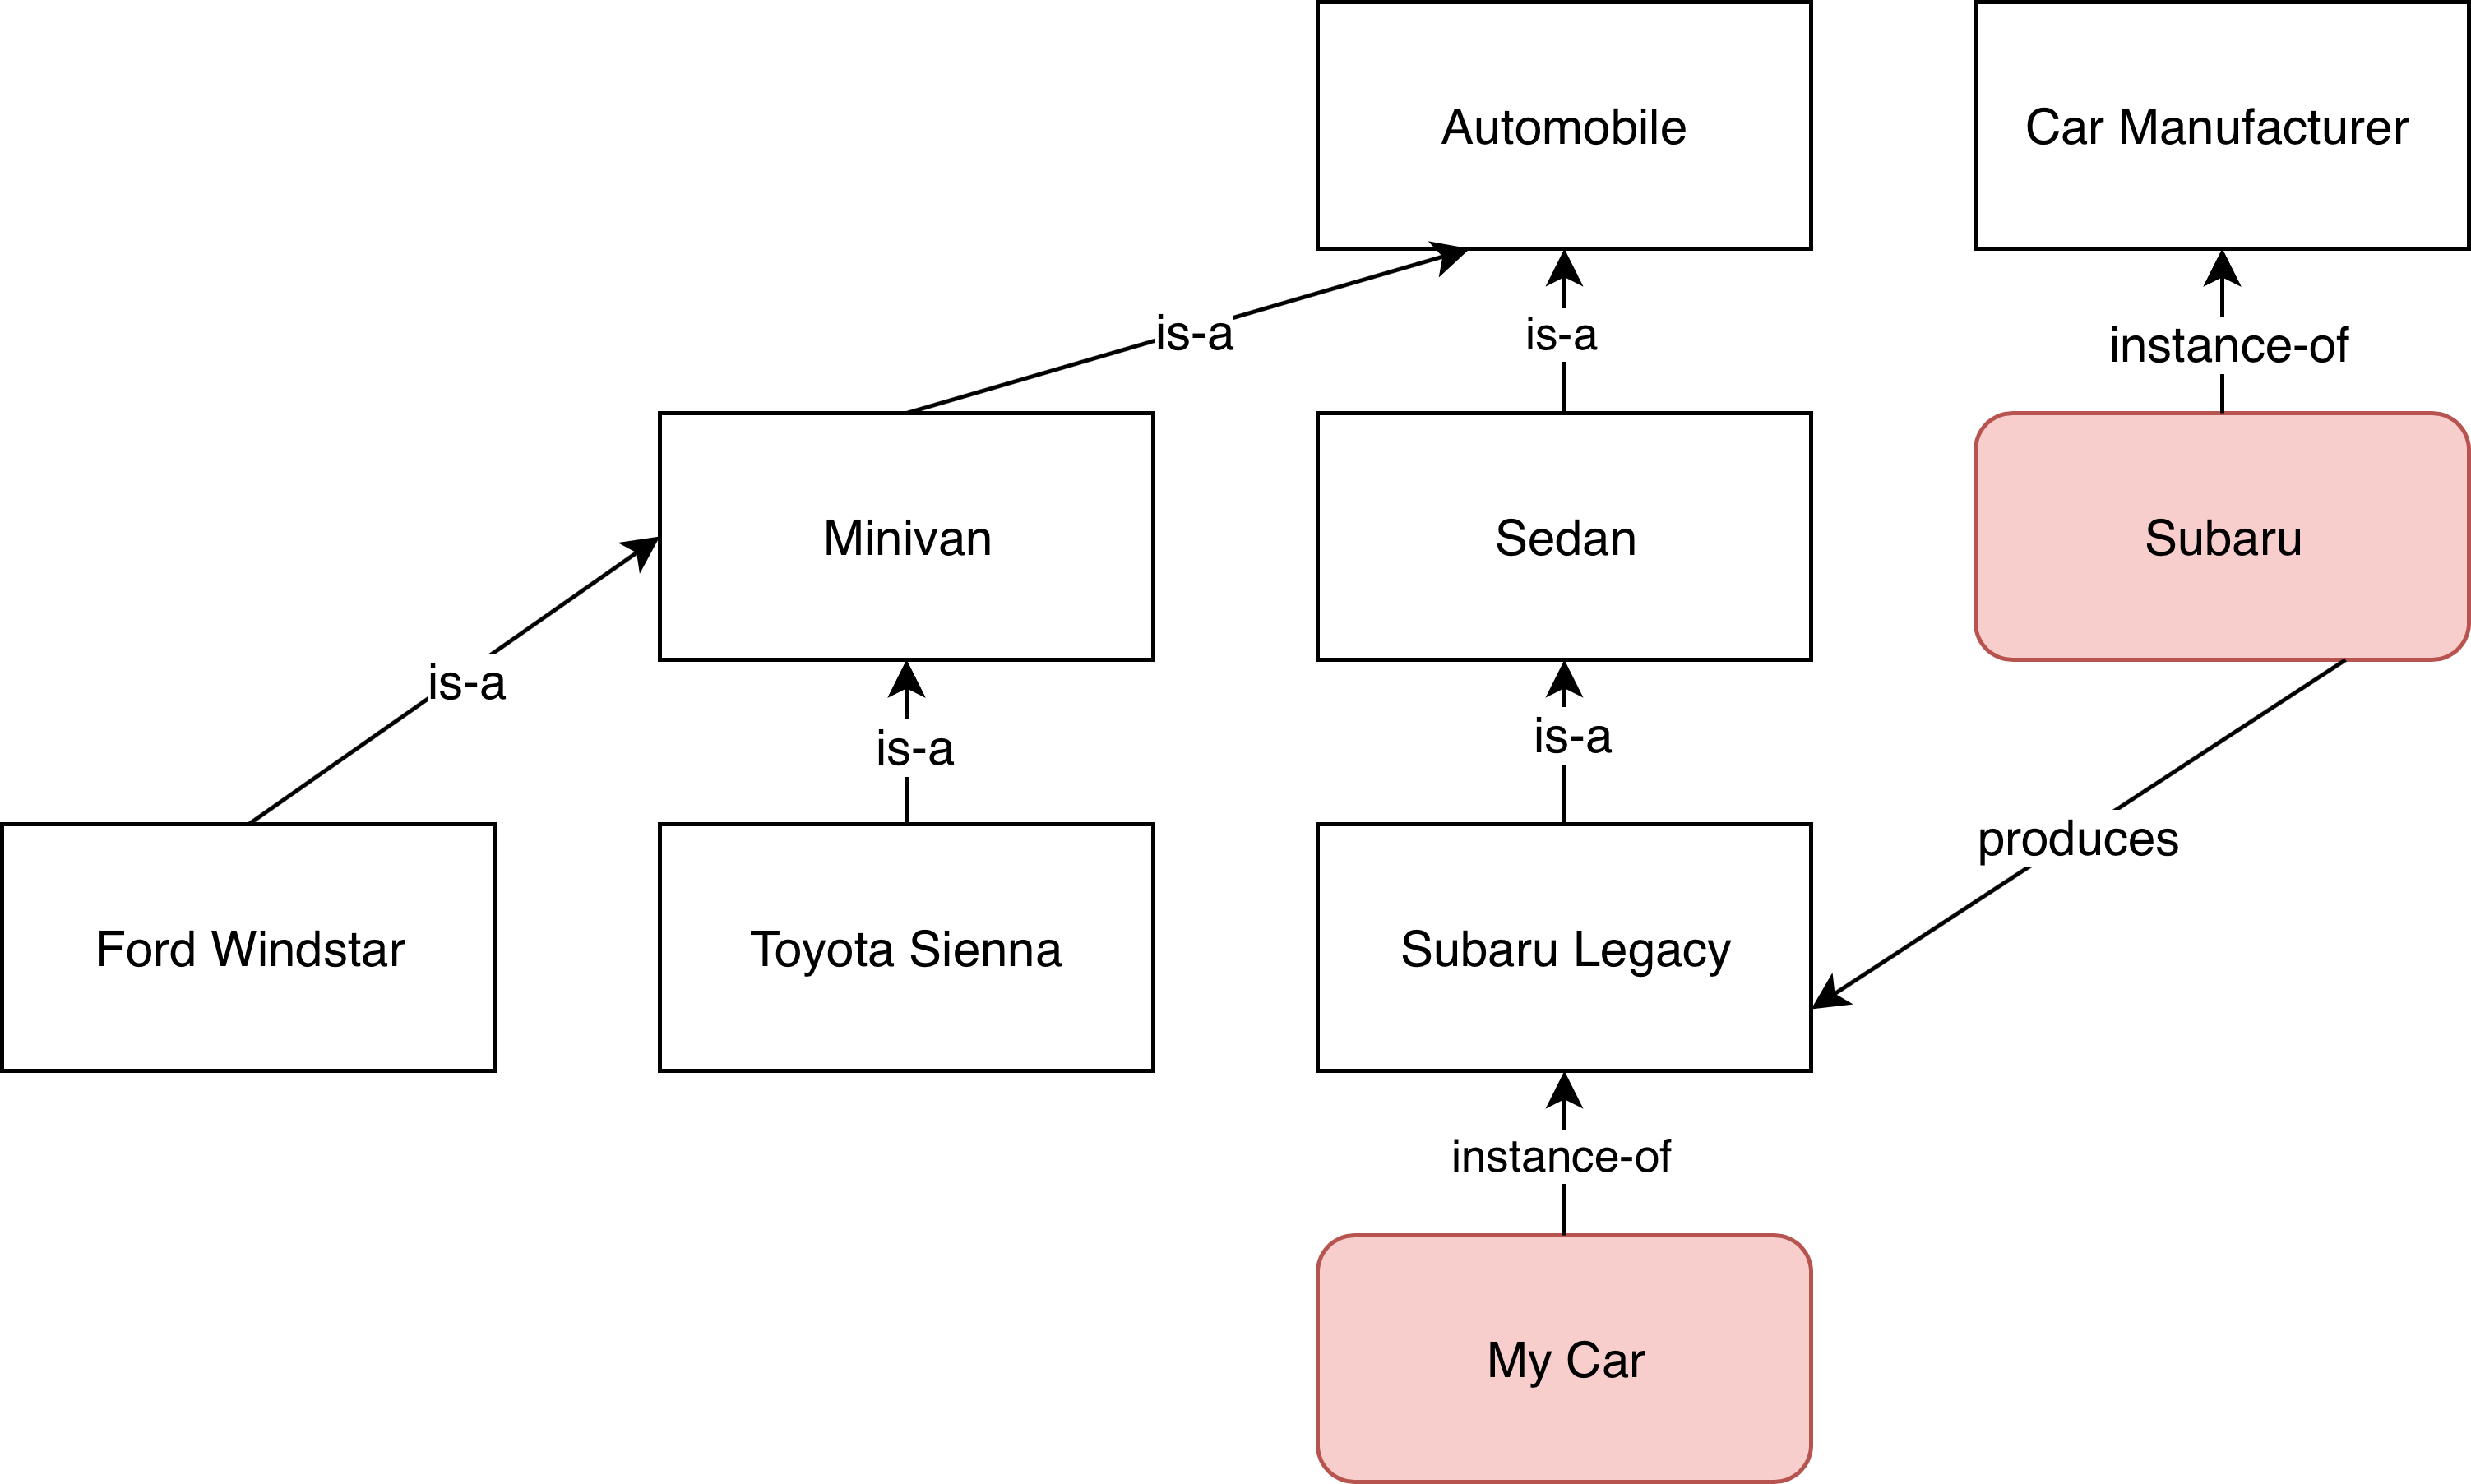 Automobile
Car Manufacturer
is-a
is-a
instance-of
Minivan
Sedan
Subaru
is-a
is-a
is-a
produces
Ford Windstar
Toyota Sienna
Subaru Legacy
instance-of
My Car